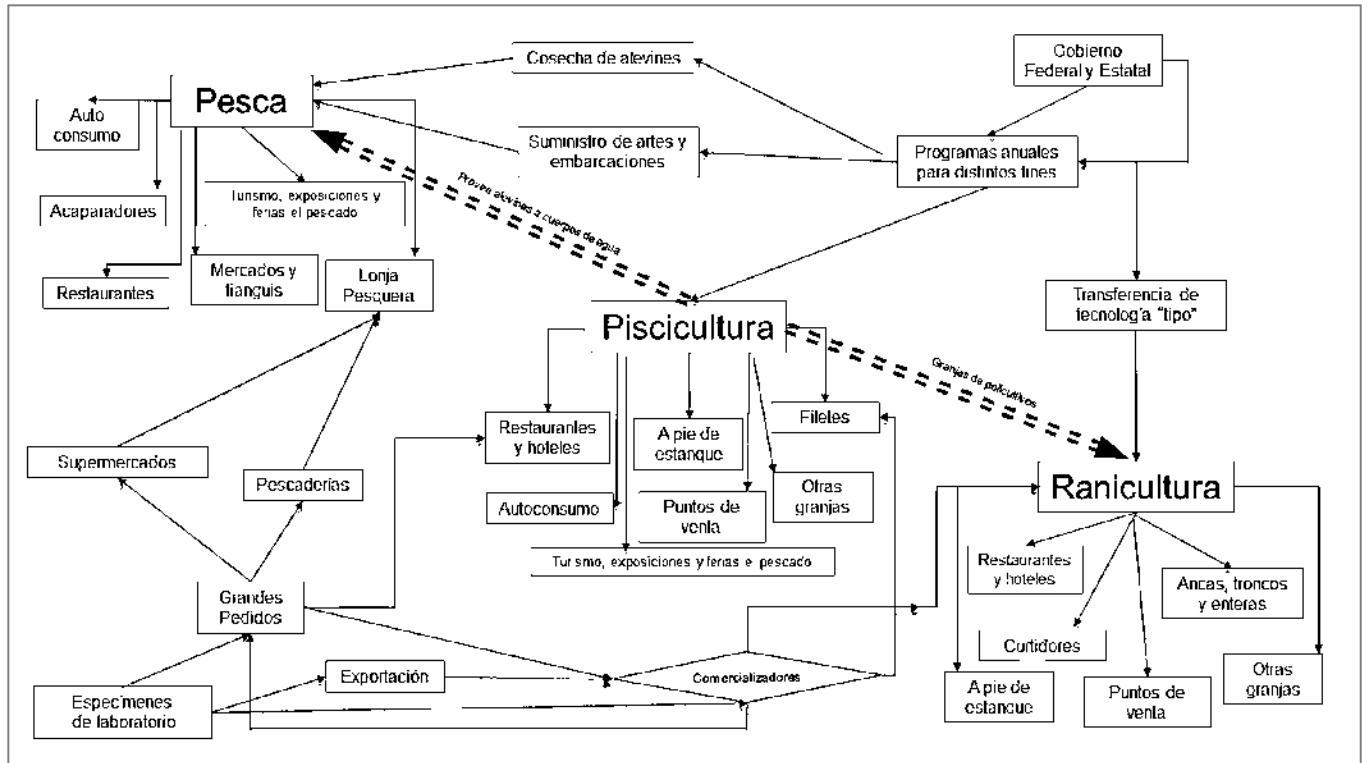 Cosecha de alevines
Gobierno
Federal y Estatal
Pesca
Auto
consumo
Suministro de artes y
embarcaciones
Programas anuales
para distintos fines
Acaparadores
Turismo, exposiciones y
ferias el pescado
Proveen alevines a cuerpos de agua
Restaurantes
Mercados y
tianguis
Lonja
Pesquera
Transferencia de
tecnología "tipo"
Piscicultura
Granjas de policultivos
Restaurantes
y hoteles
A pie de
estanque
Filetes
Supermercados
Pescaderías
Autoconsumo
Puntos de
venta
Otras
granjas
Ranicultura
Turismo, exposiciones y ferias el pescado
Restaurantes
y hoteles
Ancas, troncos
y enteras
Grandes
Pedidos
Curtidores
Exportación
Comercializadores
Especímenes
de laboratorio
A pie de
estanque
Puntos de
venta
Otras
granjas